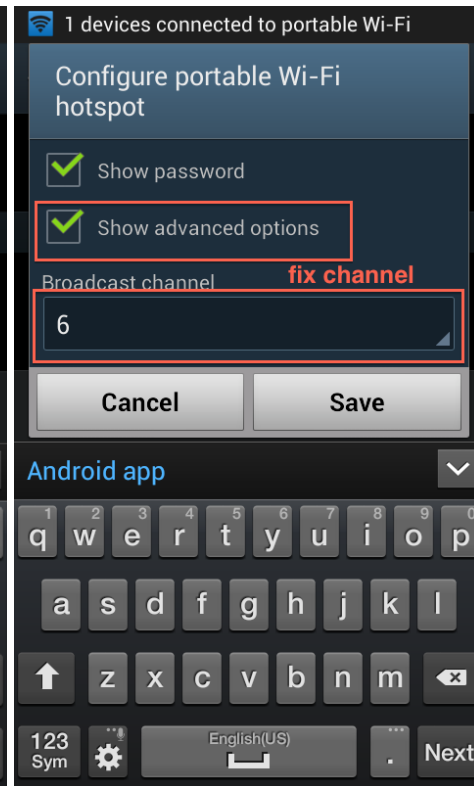 1 devices connected to portable Wi-Fi
Configure portable Wi-Fi
hotspot
Show password
Show advanced options
Broadcast channel
fix channel
6
Cancel
Save
Android app
1 2 3 4 5 6 7 8 9 0
q w e r t y u i o p
a s d f g h j k l
z x c v b n m
123
Sym
English(US)
.
Next